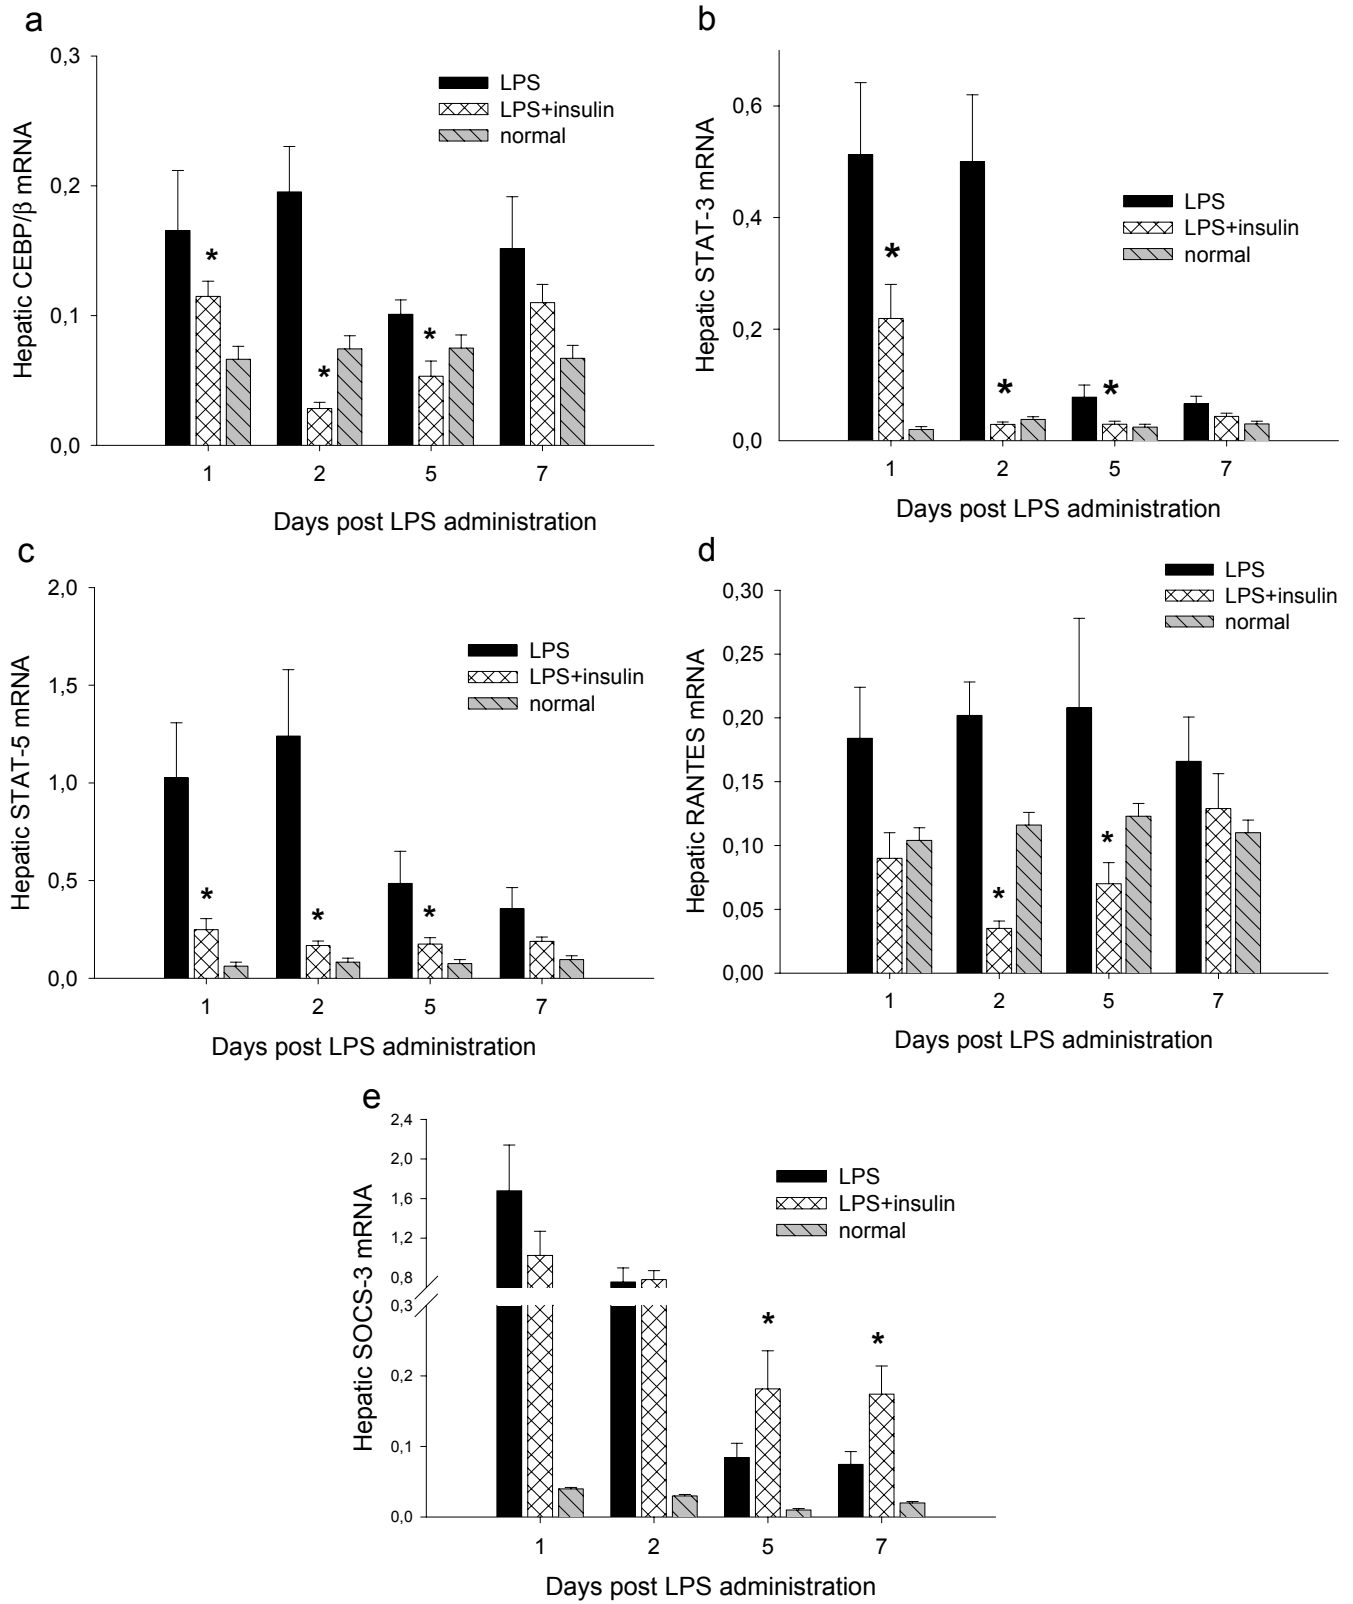 a
0,3
0,2
0,1
0,0
Hepatic CEBP/β mRNA
LPS
LPS+insulin
normal
*
*
*
1 2 5 7
Days post LPS administration
b
0,6
0,4
0,2
0,0
Hepatic STAT-3 mRNA
LPS
LPS+insulin
normal
*
*
*
1 2 5 7
Days post LPS administration
c
2,0
1,5
1,0
0,5
0,0
Hepatic STAT-5 mRNA
LPS
LPS+insulin
normal
*
*
*
1 2 5 7
Days post LPS administration
d
0,30
0,25
0,20
0,15
0,10
0,05
0,00
Hepatic RANTES mRNA
LPS
LPS+insulin
normal
*
*
1 2 5 7
Days post LPS administration
e
2,4
2,0
1,6
1,2
0,8
0,3
0,2
0,1
0,0
Hepatic SOCS-3 mRNA
LPS
LPS+insulin
normal
*
*
1 2 5 7
Days post LPS administration